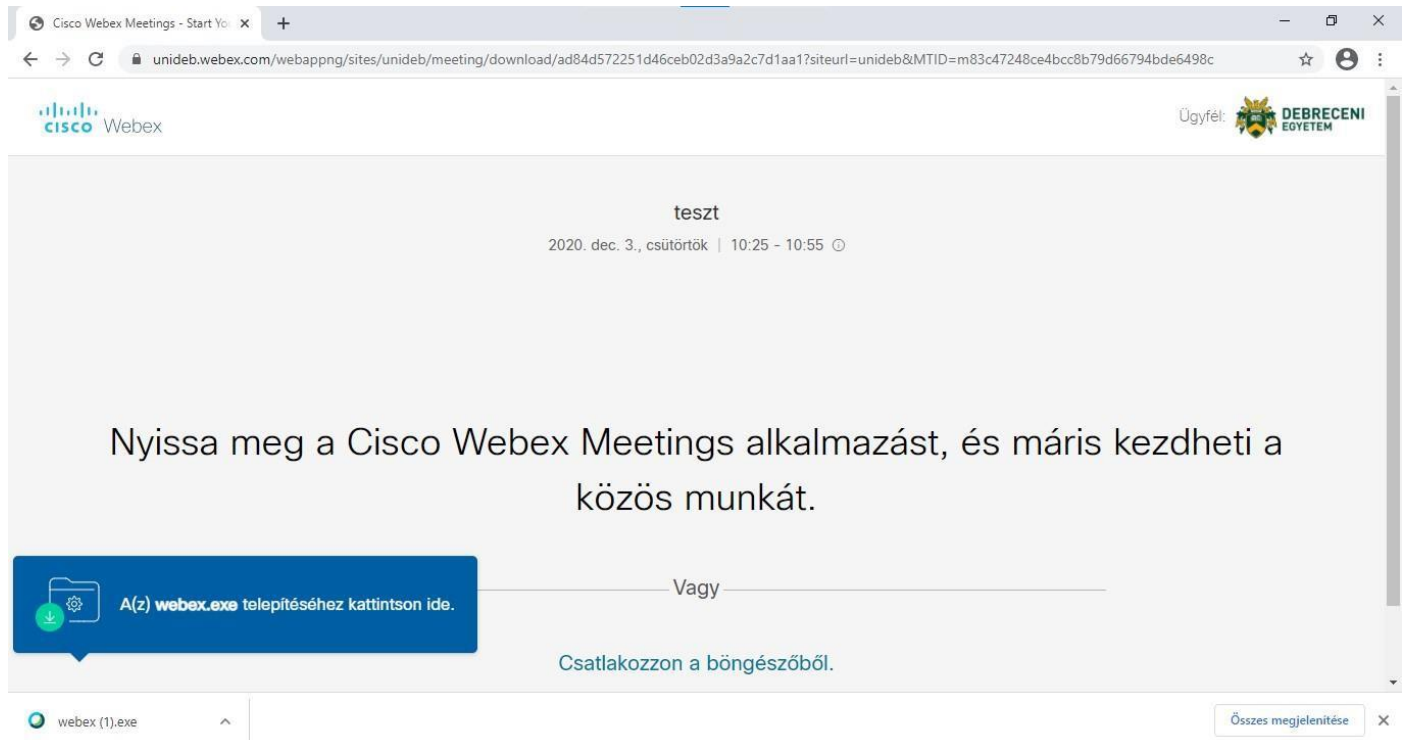 Cisco Webex Meetings - Start Yo
unideb.webex.com/webappng/sites/unideb/meeting/download/ad84d572251d46ceb02d3a9a2c7d1aa1?siteurl=unideb&MTID=m83c47248ce4bcc8b79d66794bde6498c
cisco Webex
Ügyfél: DEBRECENI EGYETEM
teszt
2020. dec. 3., csütörtök | 10:25 - 10:55
Nyissa meg a Cisco Webex Meetings alkalmazást, és máris kezdheti a
közös munkát.
Vagy
A(z) webex.exe telepítéséhez kattintson ide.
Csatlakozzon a böngészőből.
webex (1).exe
Összes megjelenítése